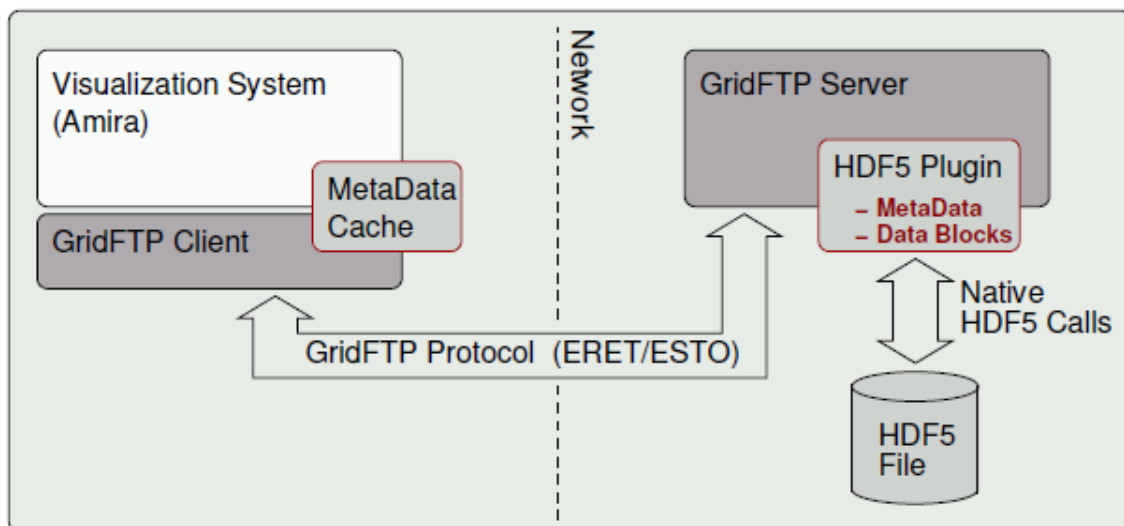 Visualization System
(Amira)
MetaData
Cache
GridFTP Client
Network
GridFTP Server
HDF5 Plugin
– MetaData
– Data Blocks
Native
HDF5 Calls
GridFTP Protocol (ERET/ESTO)
HDF5
File